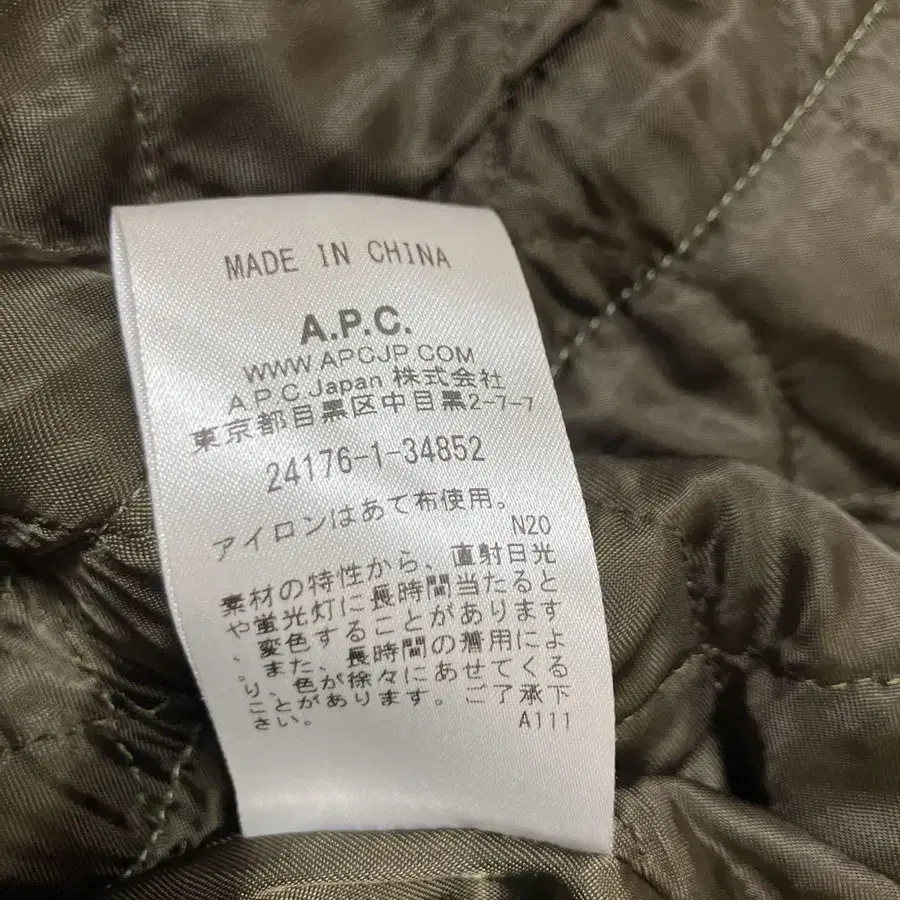 MADE IN CHINA
A.P.C.
WWW.APCJP.COM
A.P.C Japan 株式会社
東京都目黒区中目黒2-7-7
24176-1-34852
アイロンはあて布使用。
N20
素材の特性から、直射日光
や蛍光灯に長時間当たると
変色することがあります
。また、長時間の着用によ
り、色が徐々にあせてくる
ことがあります。ご了承下
さい。
A111